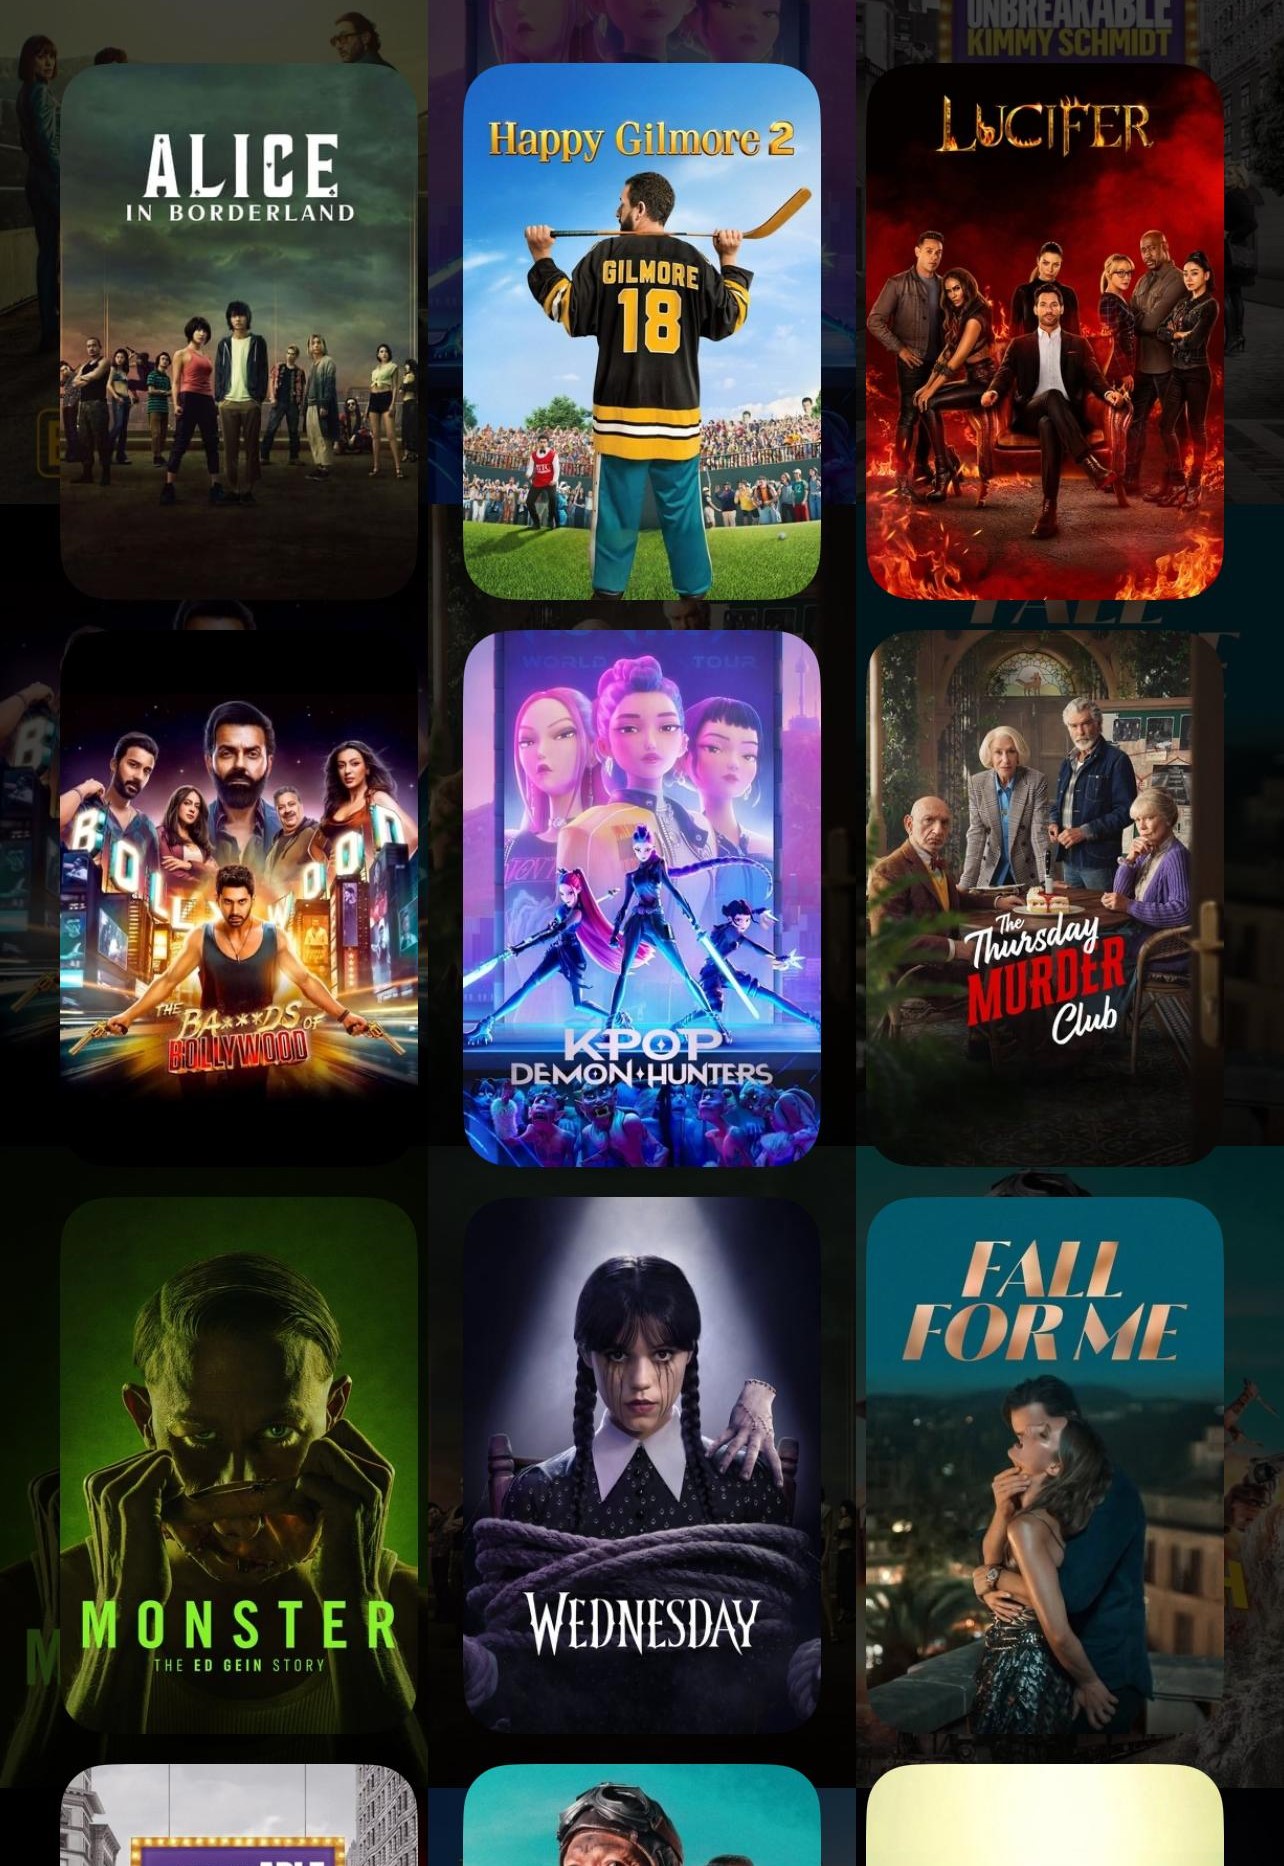 UNBREAKABLE
KIMMY SCHMIDT
ALICE
IN BORDERLAND
Happy Gilmore 2
GILMORE
18
LUCIFER
FALL
BOLLYWOOD
THE
BA***DS OF
BOLLYWOOD
WORLD TOUR
KPOP
DEMON HUNTERS
The
Thursday
MURDER
Club
MONSTER
THE ED GEIN STORY
WEDNESDAY
FALL
FOR ME
M